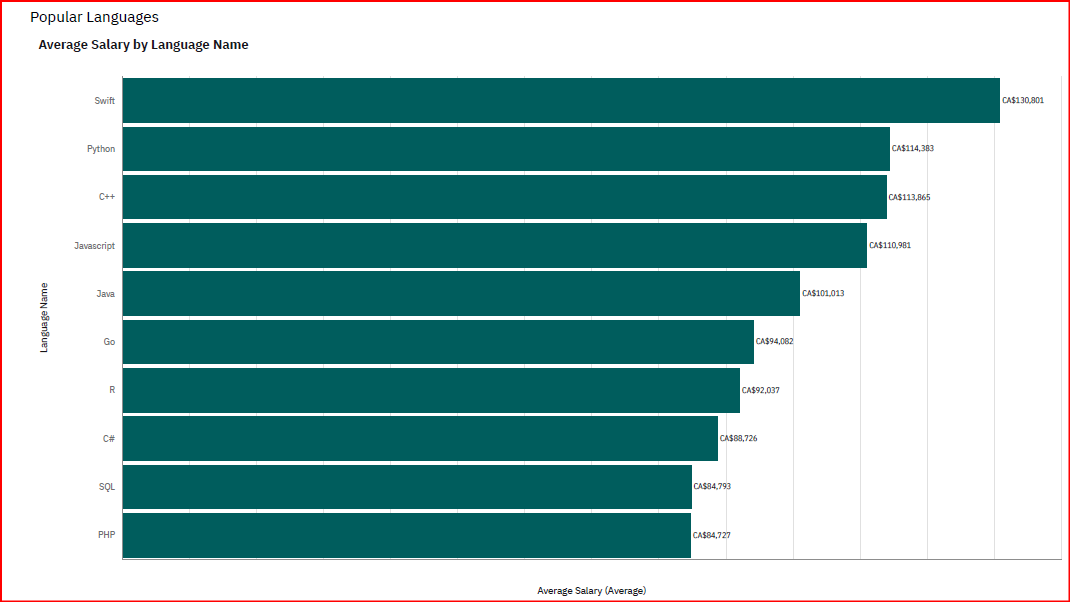 Popular Languages
Average Salary by Language Name
Language Name
Swift CA$130,801
Python CA$114,383
C++ CA$113,865
Javascript CA$110,981
Java CA$101,013
Go CA$94,082
R CA$92,037
C# CA$88,726
SQL CA$84,793
PHP CA$84,727
Average Salary (Average)